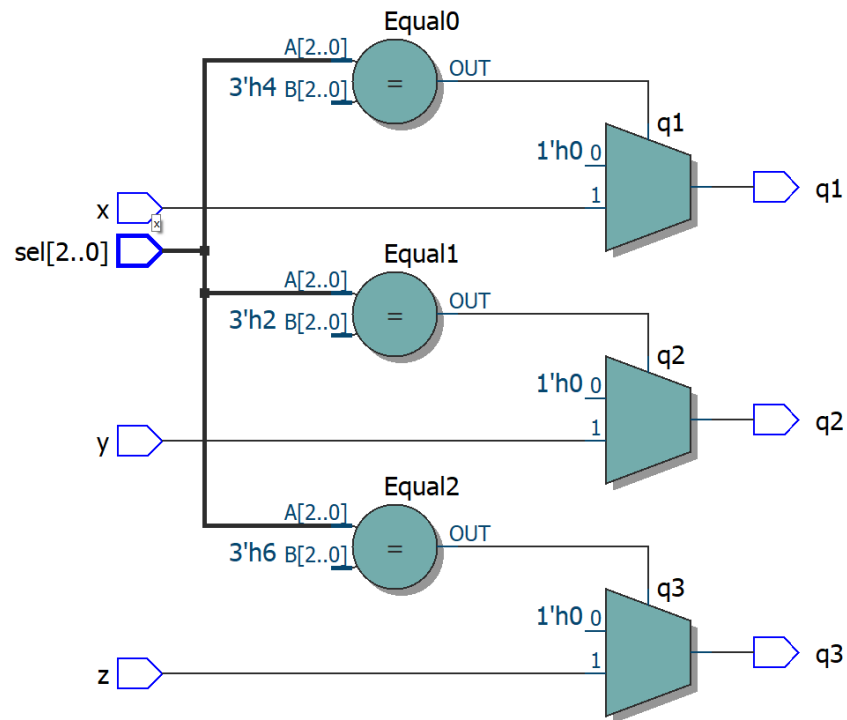 Equal0
A[2..0]
OUT
3'h4 B[2..0]
q1
1'h0 0
x
1
q1
x
sel[2..0]
Equal1
A[2..0]
OUT
3'h2 B[2..0]
q2
1'h0 0
y
1
q2
Equal2
A[2..0]
OUT
=
=
=
3'h6 B[2..0]
q3
1'h0 0
z
1
q3